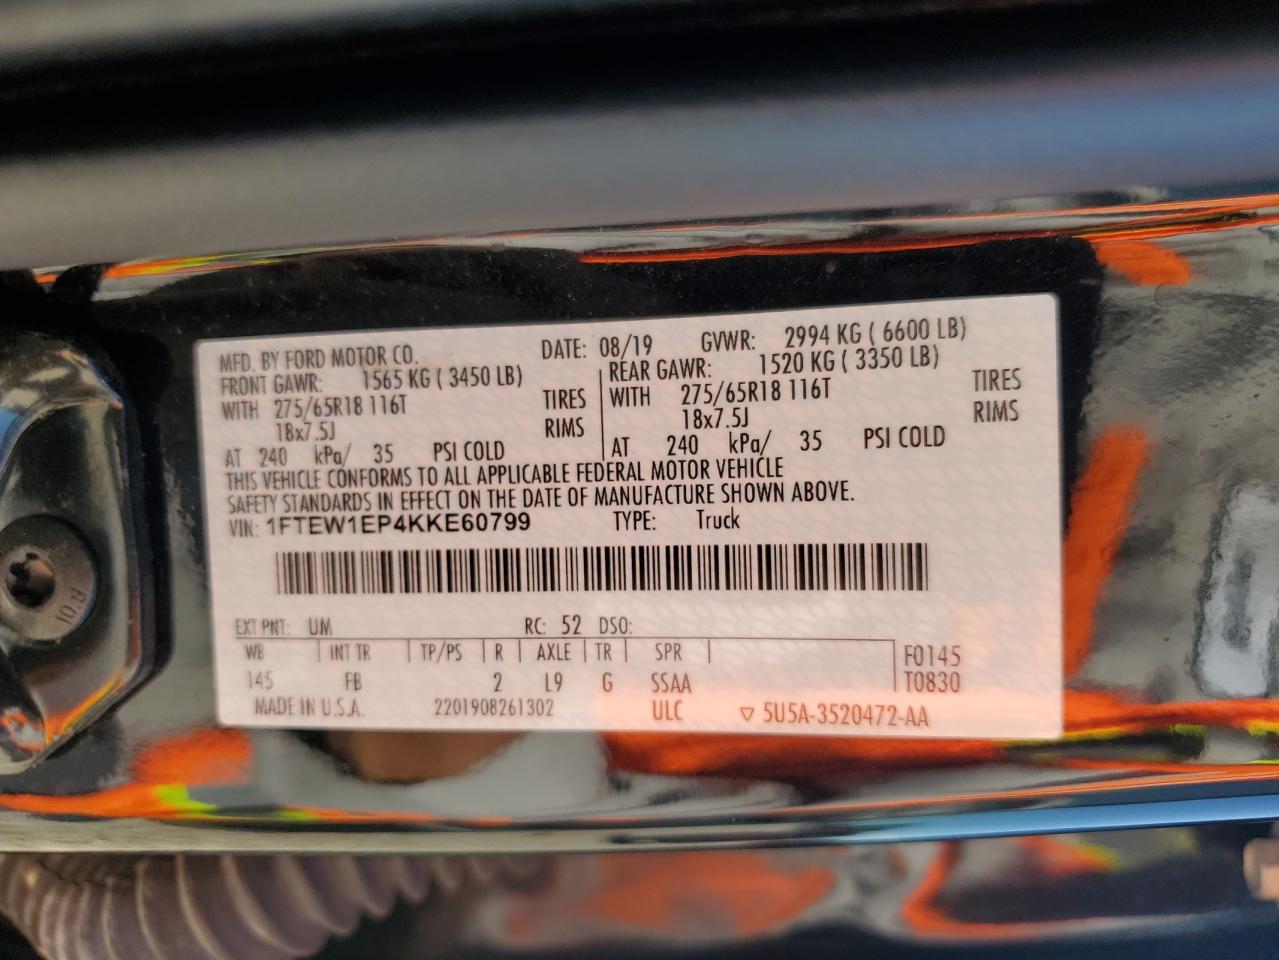 MFD. BY FORD MOTOR CO. DATE: 08/19 GVWR: 2994 KG ( 6600 LB)
FRONT GAWR: 1565 KG ( 3450 LB) REAR GAWR: 1520 KG ( 3350 LB)
WITH 275/65R18 116T TIRES WITH 275/65R18 116T TIRES
18x7.5J RIMS 18x7.5J RIMS
AT 240 kPa/ 35 PSI COLD AT 240 kPa/ 35 PSI COLD
THIS VEHICLE CONFORMS TO ALL APPLICABLE FEDERAL MOTOR VEHICLE
SAFETY STANDARDS IN EFFECT ON THE DATE OF MANUFACTURE SHOWN ABOVE.
VIN: 1FTEW1EP4KKE60799 TYPE: Truck
EXT PNT: UM RC: 52 DSO:
WB INT TR TP/PS R AXLE TR SPR F0145
145 FB 2 L9 G SSAA T0830
MADE IN U.S.A. 2201908261302 ULC ▽ 5U5A-3520472-AA
10.9